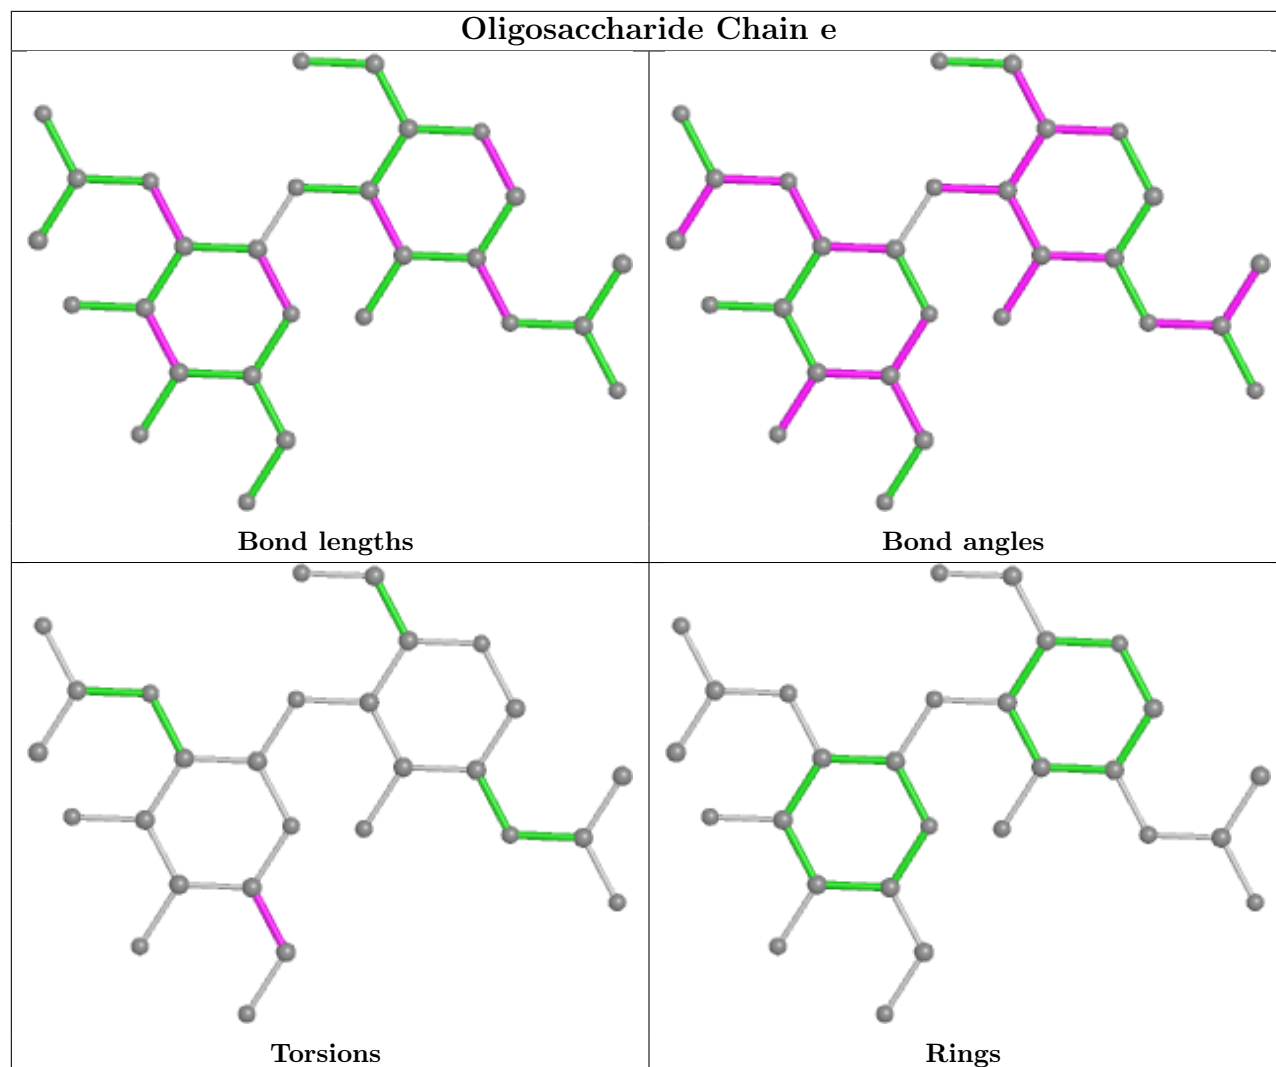 Oligosaccharide Chain e
Bond lengths
Bond angles
Torsions
Rings